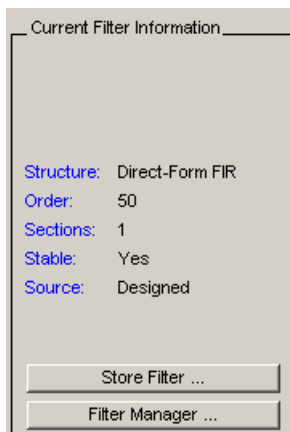 Current Filter Information
Structure: Direct-Form FIR
Order: 50
Sections: 1
Stable: Yes
Source: Designed
Store Filter ...
Filter Manager ...